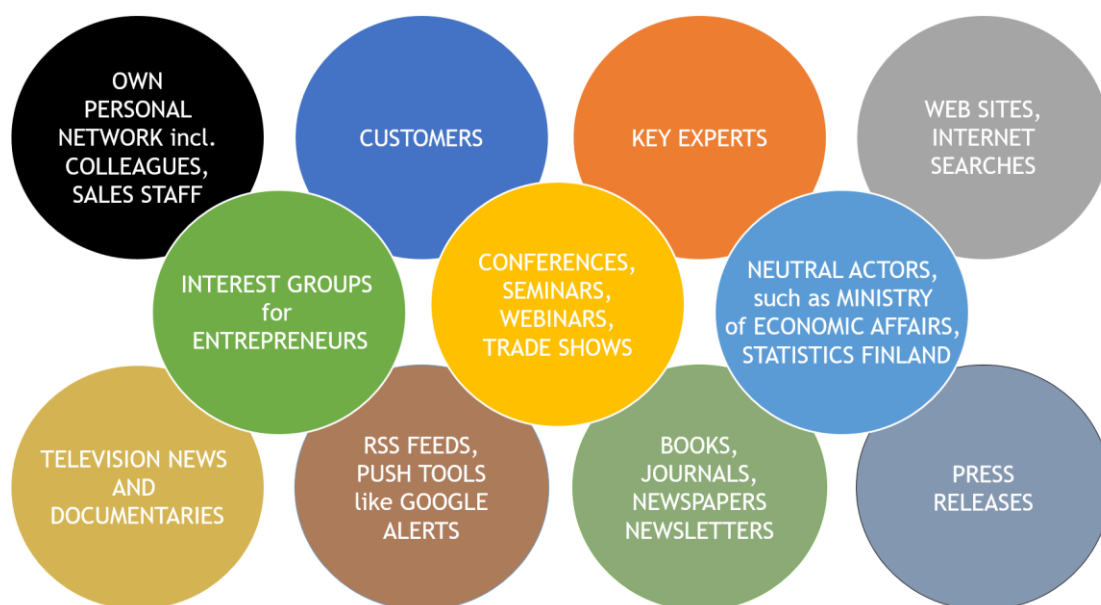 OWN
PERSONAL
NETWORK incl.
COLLEAGUES,
SALES STAFF
CUSTOMERS
KEY EXPERTS
WEB SITES,
INTERNET
SEARCHES
INTEREST GROUPS
for
ENTREPRENEURS
CONFERENCES,
SEMINARS,
WEBINARS,
TRADE SHOWS
NEUTRAL ACTORS,
such as MINISTRY
of ECONOMIC AFFAIRS,
STATISTICS FINLAND
TELEVISION NEWS
AND
DOCUMENTARIES
RSS FEEDS,
PUSH TOOLS
like GOOGLE
ALERTS
BOOKS,
JOURNALS,
NEWSPAPERS
NEWSLETTERS
PRESS
RELEASES